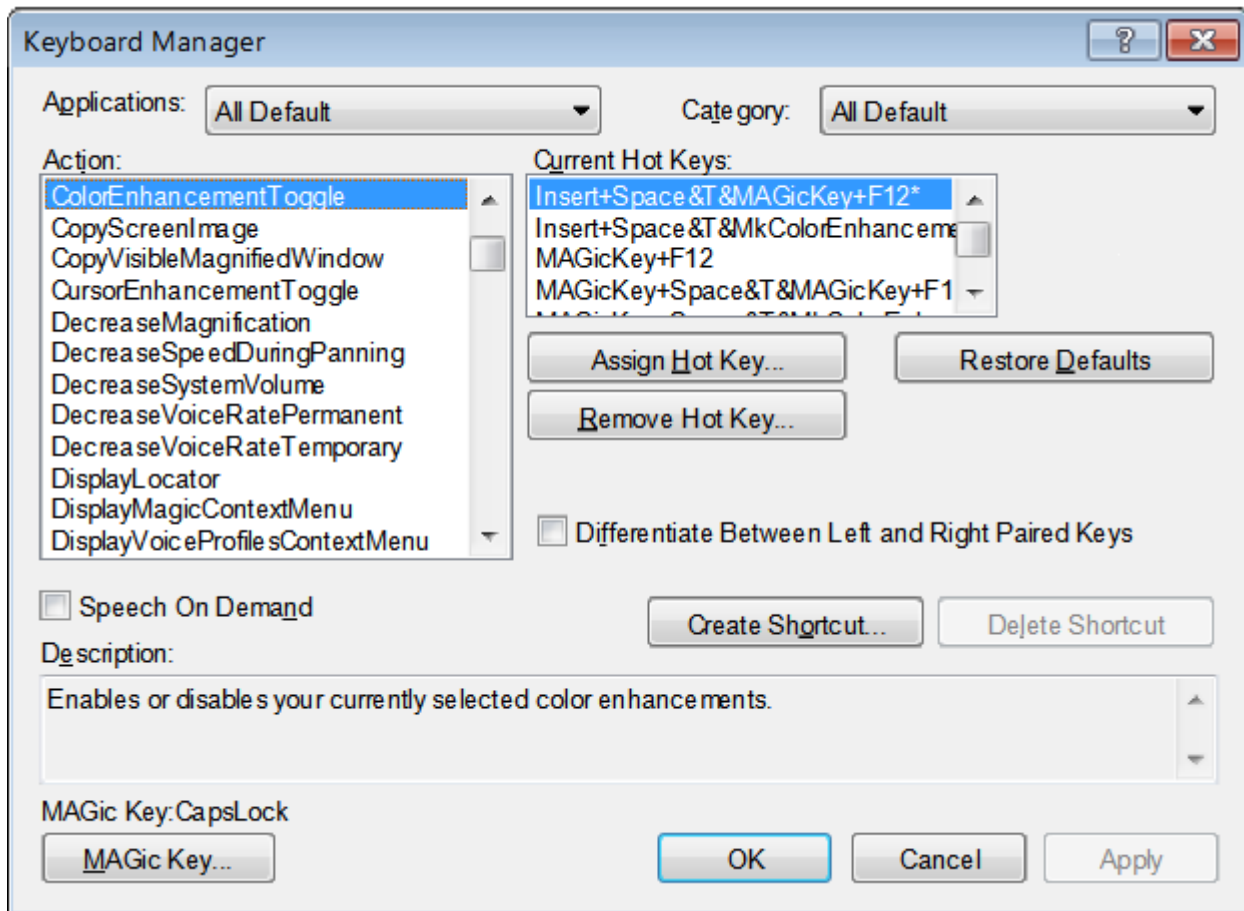 Keyboard Manager
Applications: All Default Category: All Default
Action: Current Hot Keys:
ColorEnhancementToggle
CopyScreenImage
CopyVisibleMagnifiedWindow
CursorEnhancementToggle
DecreaseMagnification
DecreaseSpeedDuringPanning
DecreaseSystemVolume
DecreaseVoiceRatePermanent
DecreaseVoiceRateTemporary
DisplayLocator
DisplayMagicContextMenu
DisplayVoiceProfilesContextMenu
Insert+Space&T&MAGicKey+F12*
Insert+Space&T&MkColorEnhanceme
MAGicKey+F12
MAGicKey+Space&T&MAGicKey+F1
Assign Hot Key... Restore Defaults
Remove Hot Key...
Differentiate Between Left and Right Paired Keys
Speech On Demand
Create Shortcut... Delete Shortcut
Description:
Enables or disables your currently selected color enhancements.
MAGic Key:CapsLock
MAGic Key... OK Cancel Apply